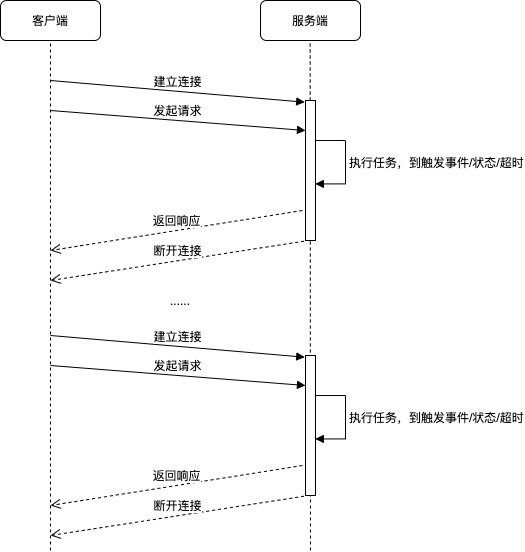 客户端
服务端
建立连接
发起请求
执行任务，到触发事件/状态/超时
返回响应
断开连接
......
建立连接
发起请求
执行任务，到触发事件/状态/超时
返回响应
断开连接